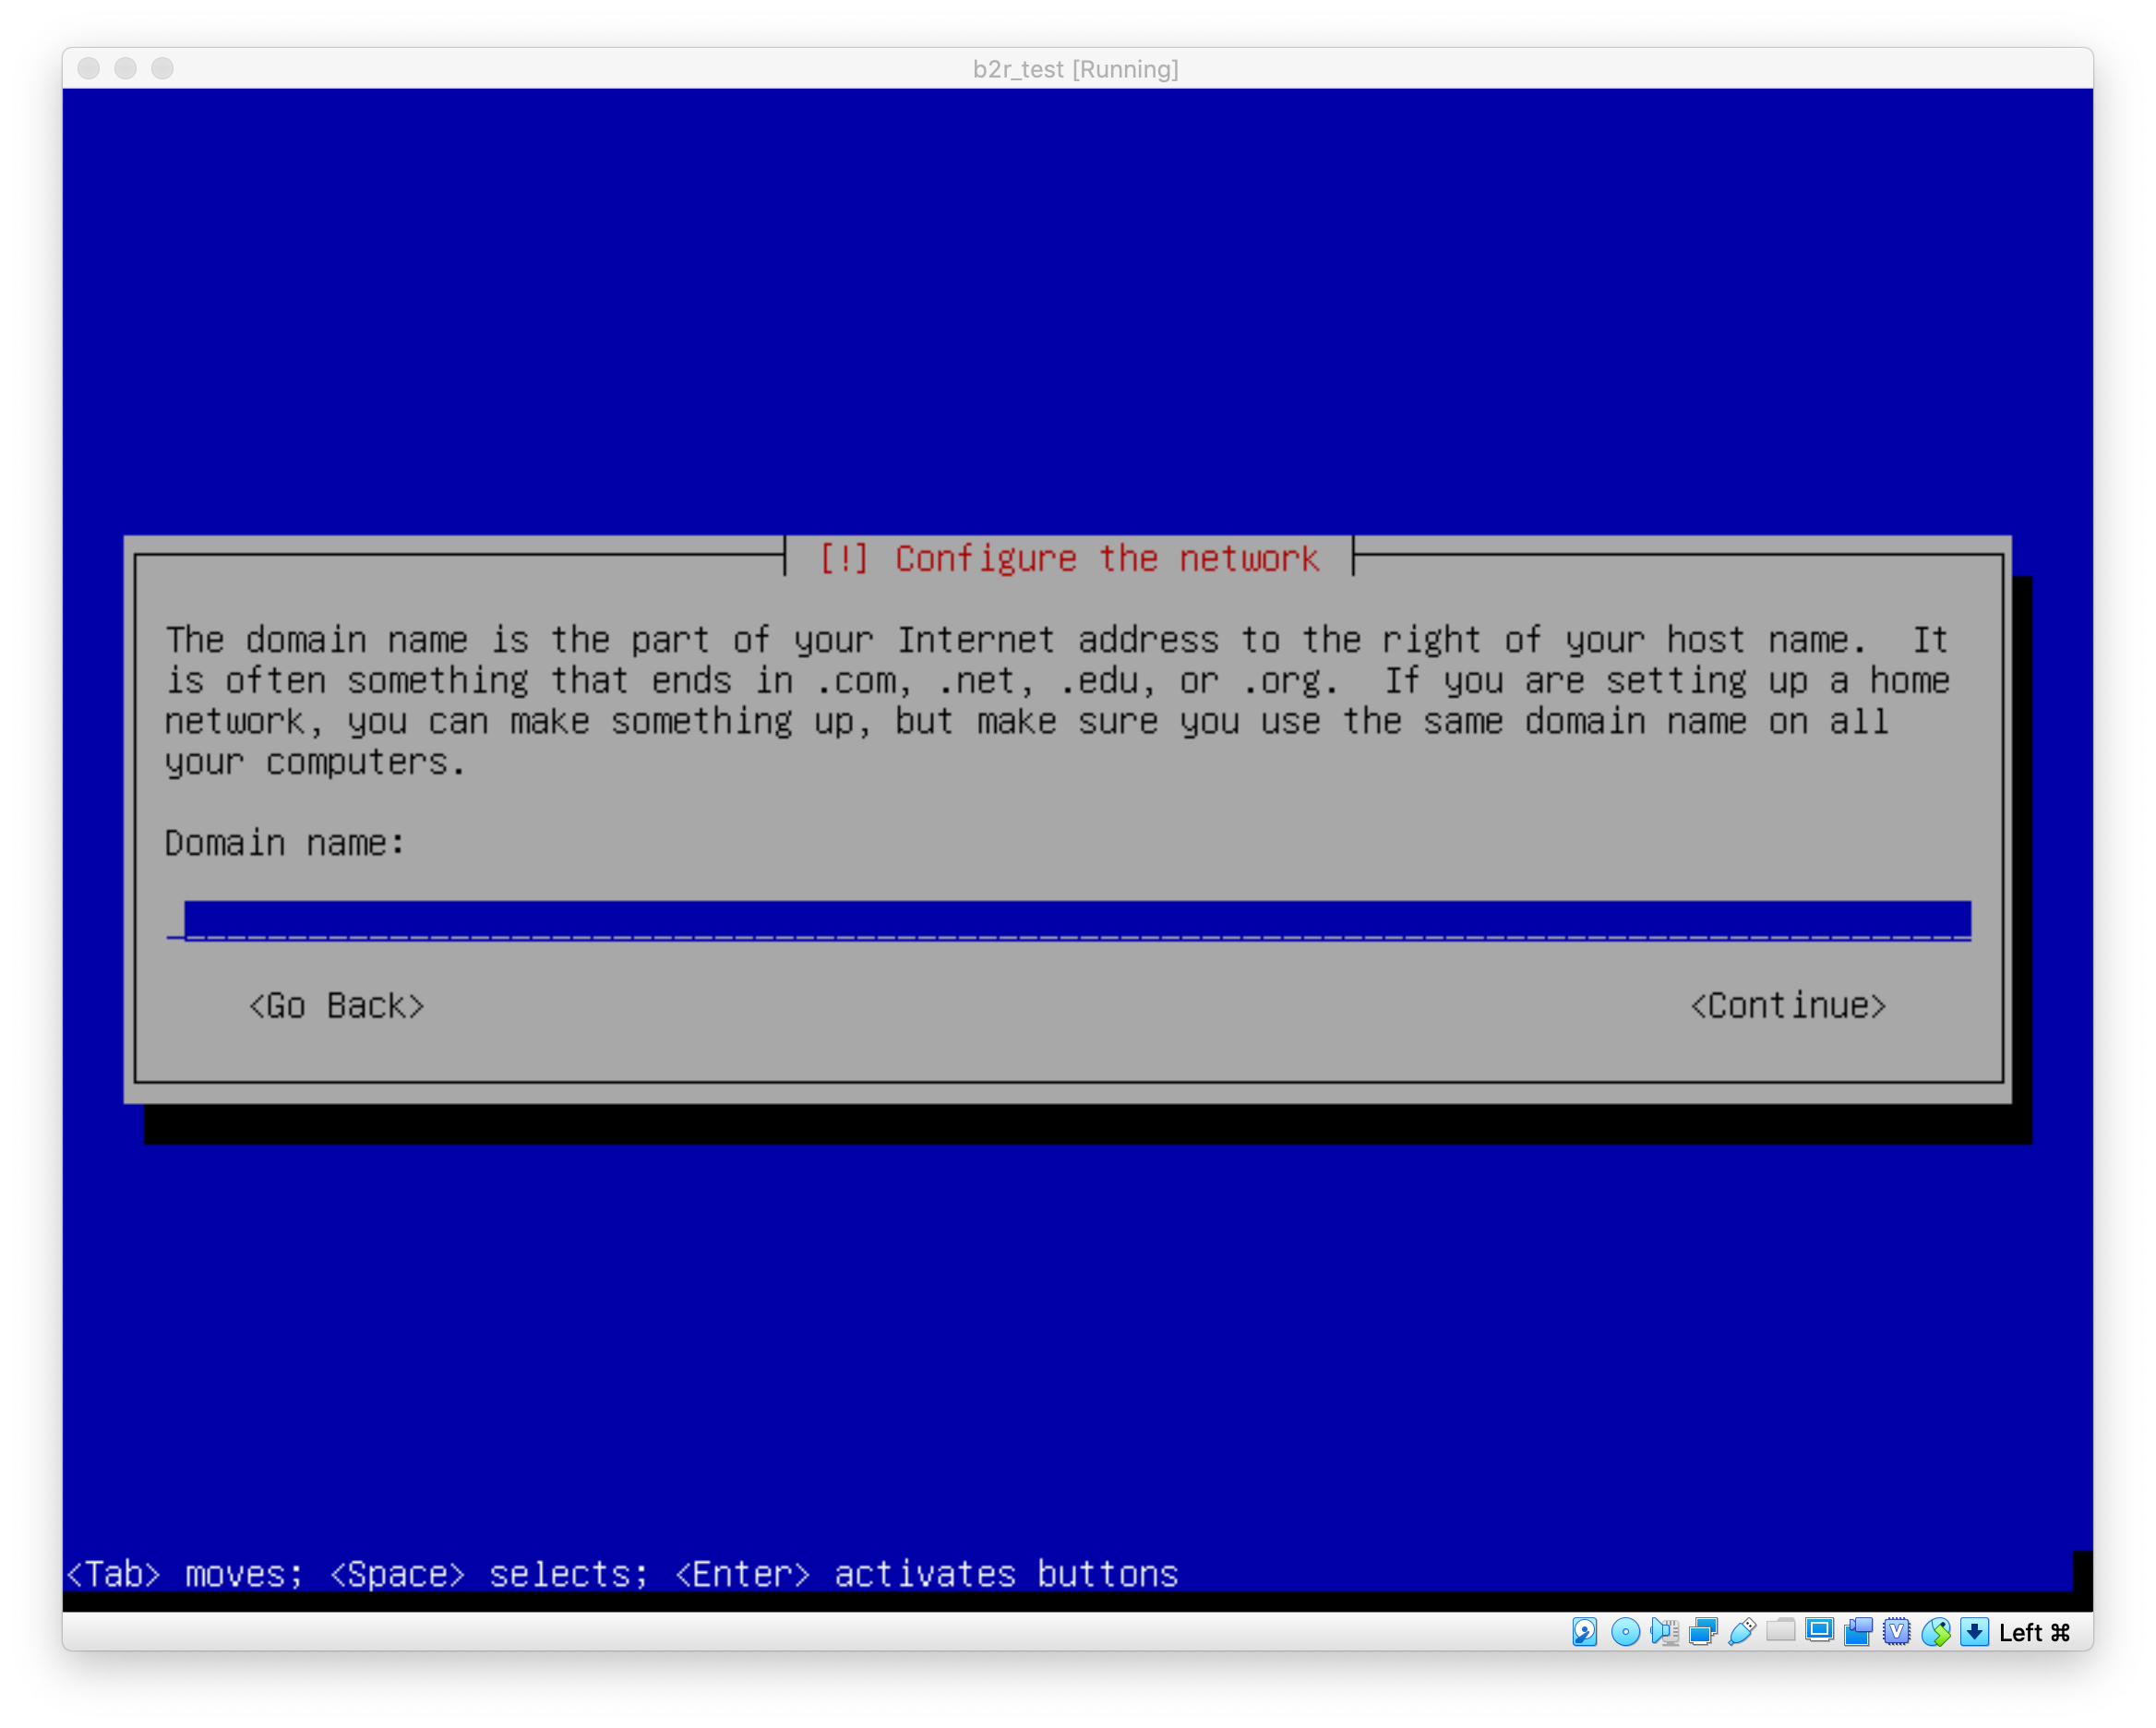 b2r_test [Running]
[!] Configure the network
The domain name is the part of your Internet address to the right of your host name.  It
is often something that ends in .com, .net, .edu, or .org.  If you are setting up a home
network, you can make something up, but make sure you use the same domain name on all
your computers.
Domain name:
<Go Back>
<Continue>
<Tab> moves; <Space> selects; <Enter> activates buttons
Left ⌘